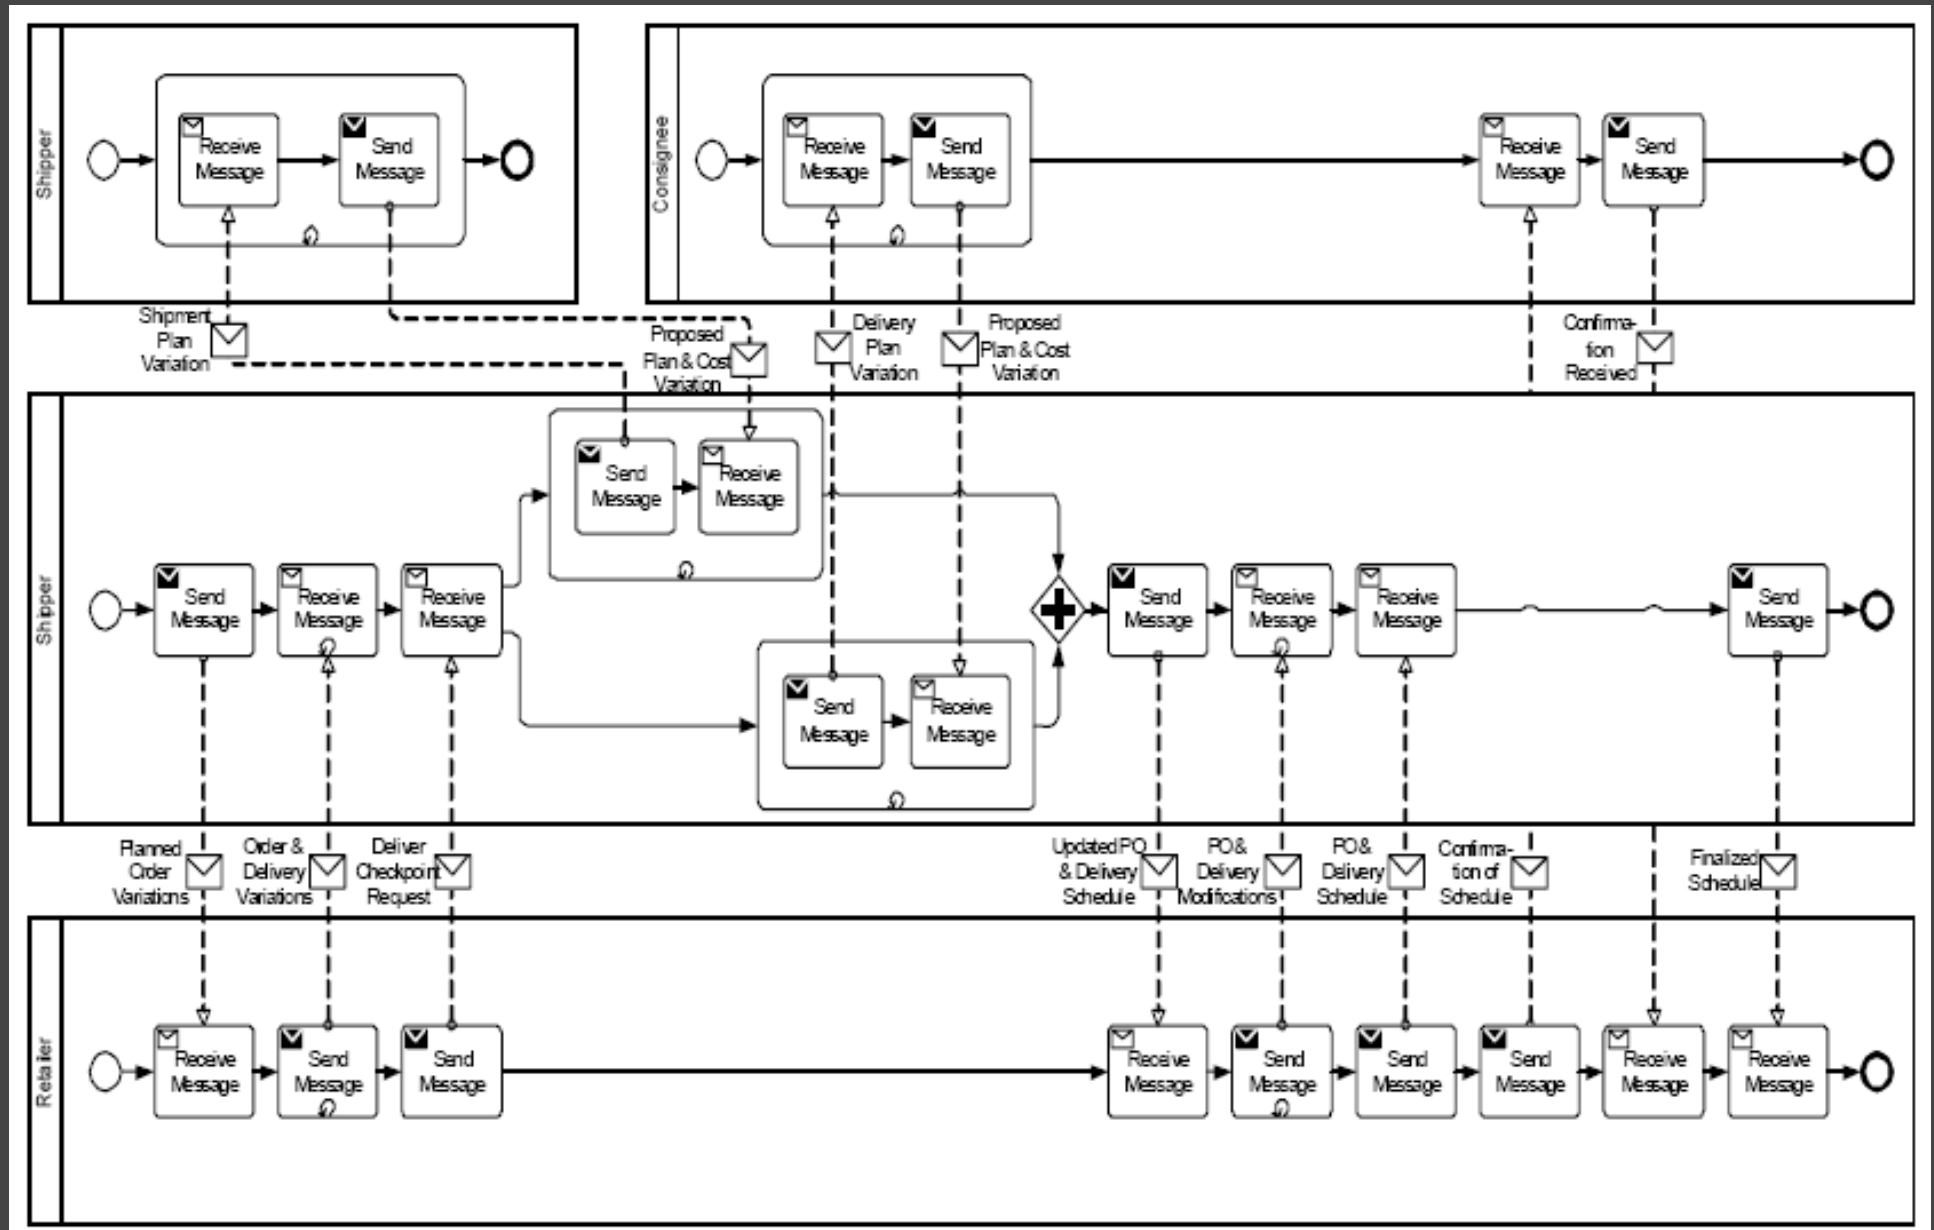 Shipper
Receive
Message
Send
Message
Consignee
Receive
Message
Send
Message
Receive
Message
Send
Message
Shipment
Plan
Variation
Proposed
Plan & Cost
Variation
Delivery
Plan
Variation
Proposed
Plan & Cost
Variation
Confirma-
tion
Received
Shipper
Send
Message
Receive
Message
Send
Message
Receive
Message
Receive
Message
Send
Message
Receive
Message
Send
Message
Receive
Message
Receive
Message
Send
Message
Planned
Order
Variations
Order &
Delivery
Variations
Deliver
Checkpoint
Request
Updated PO
& Delivery
Schedule
PO &
Delivery
Modifications
PO &
Delivery
Schedule
Confirma-
tion of
Schedule
Finalized
Schedule
Retailer
Receive
Message
Send
Message
Send
Message
Receive
Message
Send
Message
Send
Message
Send
Message
Receive
Message
Receive
Message